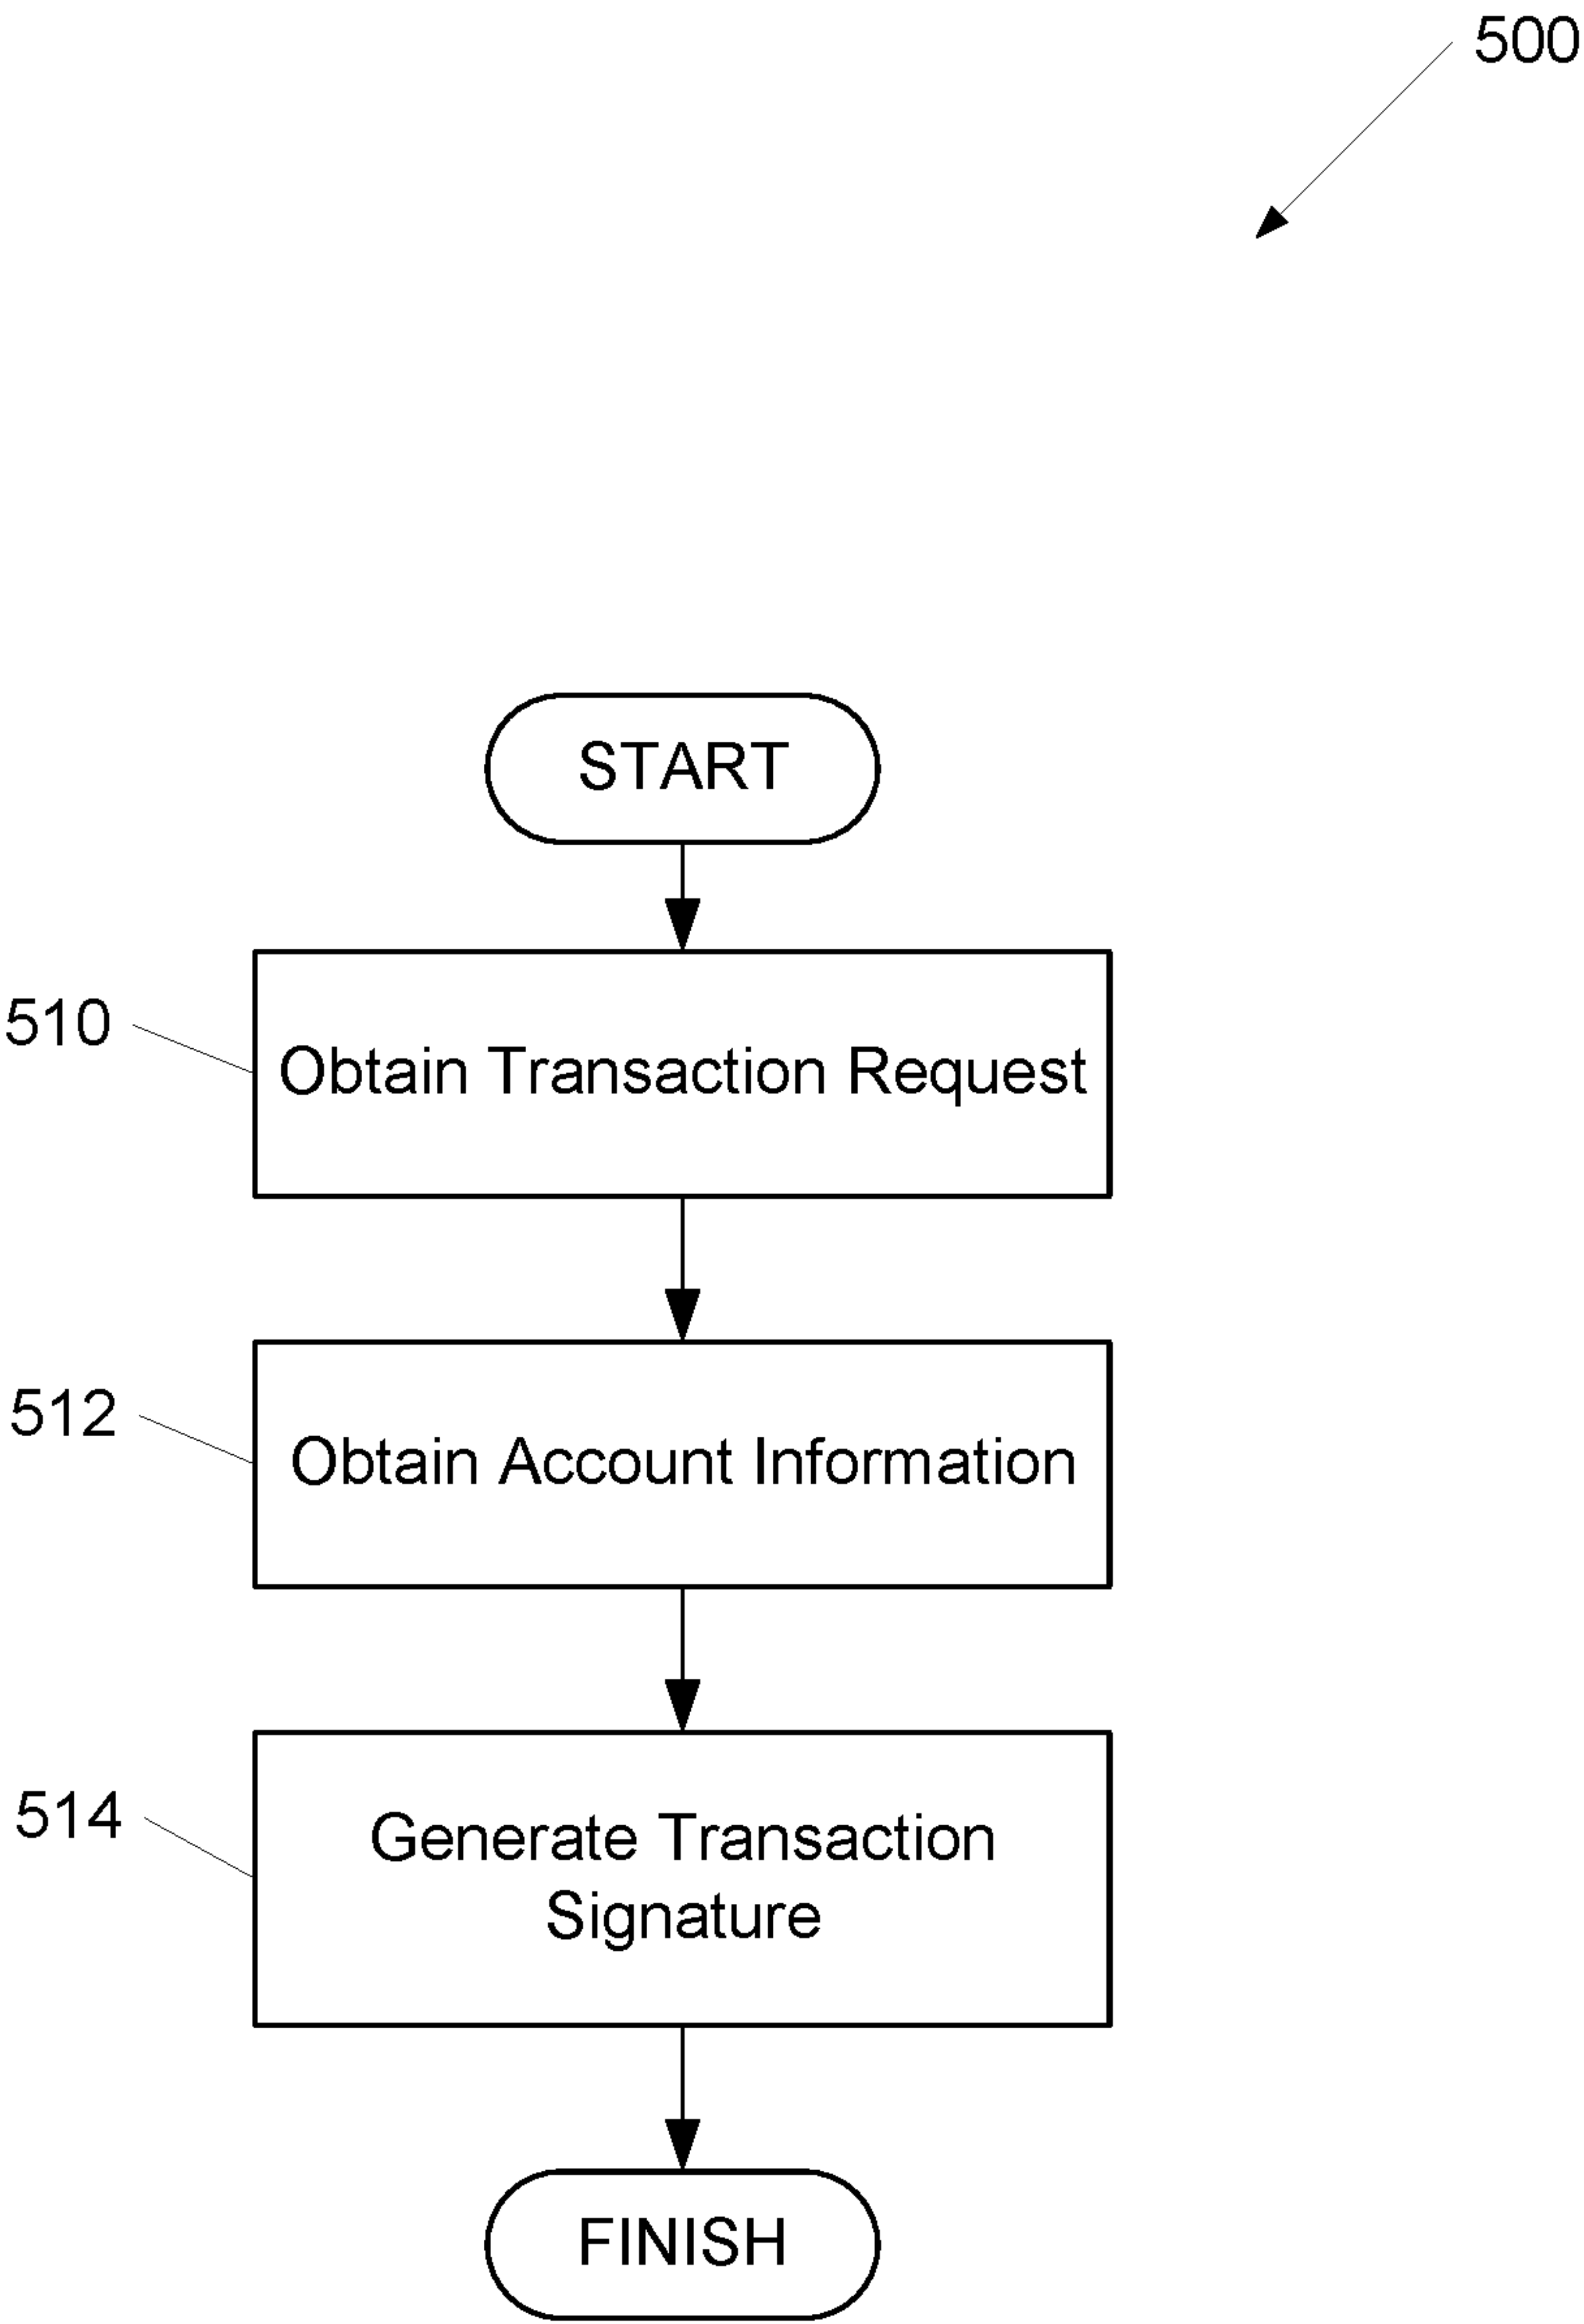 500
START
510
Obtain Transaction Request
512
Obtain Account Information
514
Generate Transaction
Signature
FINISH